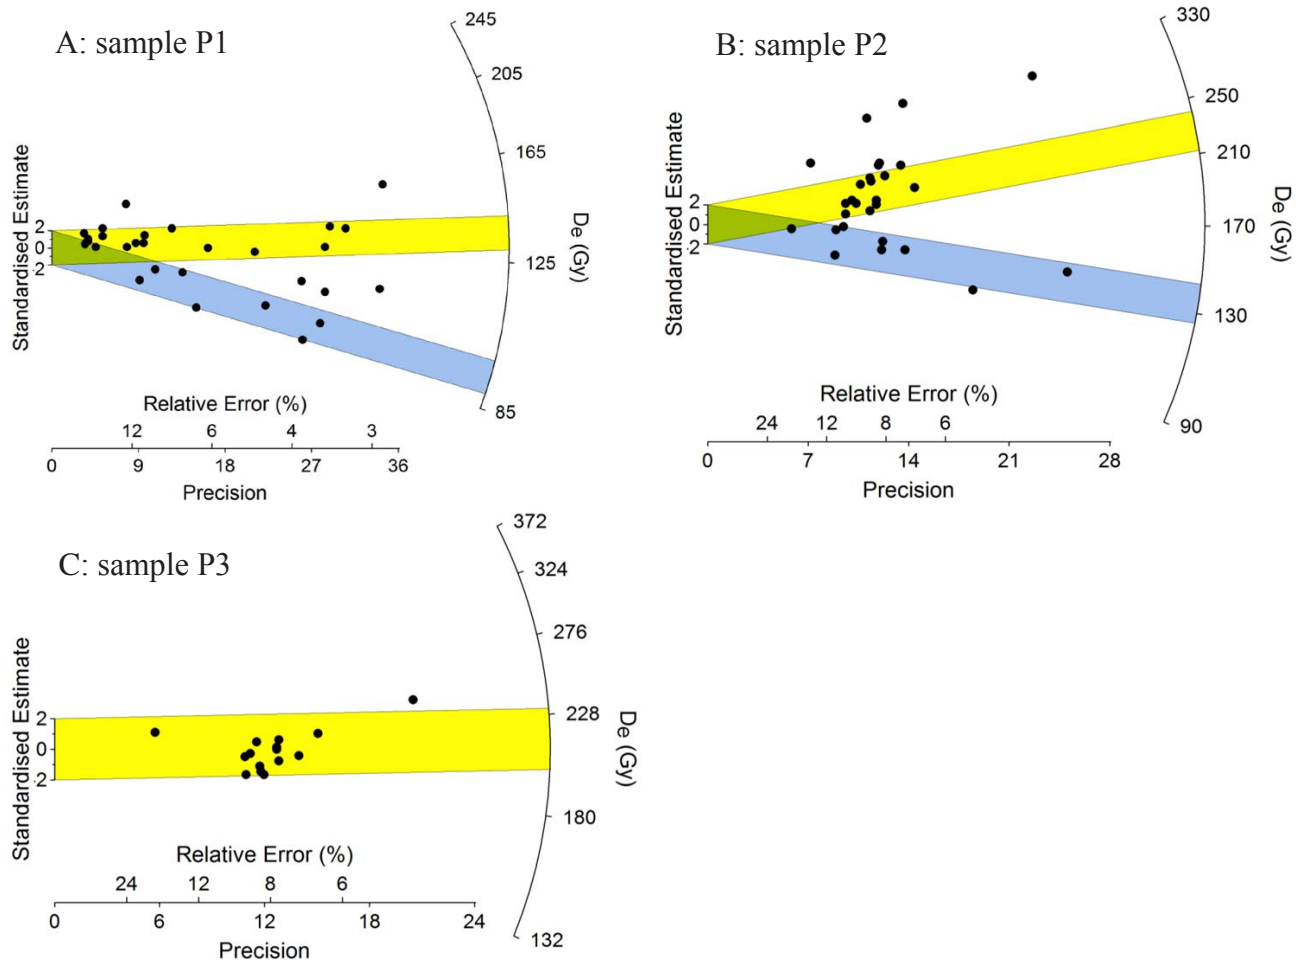 A: sample P1
245
205
165
125
85
De (Gy)
Standardised Estimate
2
0
-2
Relative Error (%)
12 6 4 3
0 9 18 27 36
Precision
B: sample P2
330
250
210
170
130
90
De (Gy)
Standardised Estimate
2
0
-2
Relative Error (%)
24 12 8 6
0 7 14 21 28
Precision
C: sample P3
372
324
276
228
180
132
De (Gy)
Standardised Estimate
2
0
-2
Relative Error (%)
24 12 8 6
0 6 12 18 24
Precision